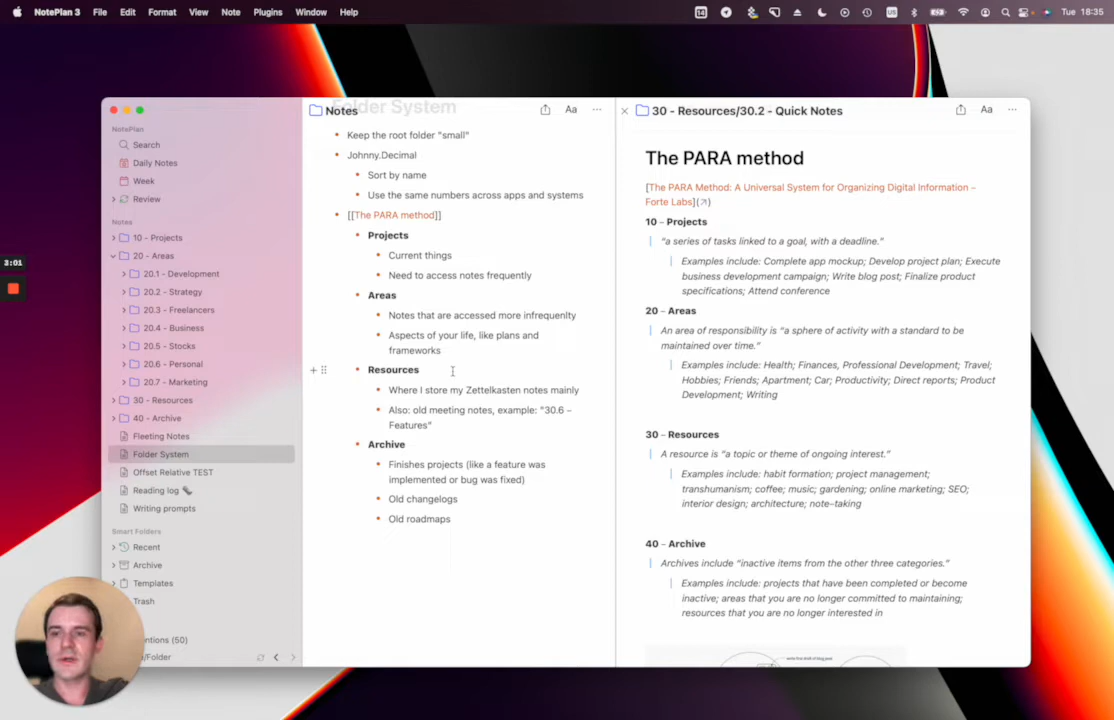 NotePlan 3 File Edit Format View Note Plugins Window Help
14
US
Tue 18:35
3:01
NotePlan
Search
Daily Notes
Week
Review
Notes
10 - Projects
20 - Areas
20.1 - Development
20.2 - Strategy
20.3 - Freelancers
20.4 - Business
20.5 - Stocks
20.6 - Personal
20.7 - Marketing
30 - Resources
40 - Archive
Fleeting Notes
Folder System
Offset Relative TEST
Reading log
Writing prompts
Smart Folders
Recent
Archive
Templates
Trash
entions (50)
/Folder
Folder System
Notes
Aa
Keep the root folder "small"
Johnny.Decimal
Sort by name
Use the same numbers across apps and systems
[[The PARA method]]
Projects
Current things
Need to access notes frequently
Areas
Notes that are accessed more infrequenlty
Aspects of your life, like plans and
frameworks
Resources
Where I store my Zettelkasten notes mainly
Also: old meeting notes, example: "30.6 –
Features"
Archive
Finishes projects (like a feature was
implemented or bug was fixed)
Old changelogs
Old roadmaps
30 - Resources/30.2 - Quick Notes
Aa
The PARA method
[The PARA Method: A Universal System for Organizing Digital Information –
Forte Labs](↗)
10 – Projects
“a series of tasks linked to a goal, with a deadline.”
Examples include: Complete app mockup; Develop project plan; Execute
business development campaign; Write blog post; Finalize product
specifications; Attend conference
20 – Areas
An area of responsibility is “a sphere of activity with a standard to be
maintained over time.”
Examples include: Health; Finances, Professional Development; Travel;
Hobbies; Friends; Apartment; Car; Productivity; Direct reports; Product
Development; Writing
30 – Resources
A resource is “a topic or theme of ongoing interest.”
Examples include: habit formation; project management;
transhumanism; coffee; music; gardening; online marketing; SEO;
interior design; architecture; note–taking
40 – Archive
Archives include “inactive items from the other three categories.”
Examples include: projects that have been completed or become
inactive; areas that you are no longer committed to maintaining;
resources that you are no longer interested in